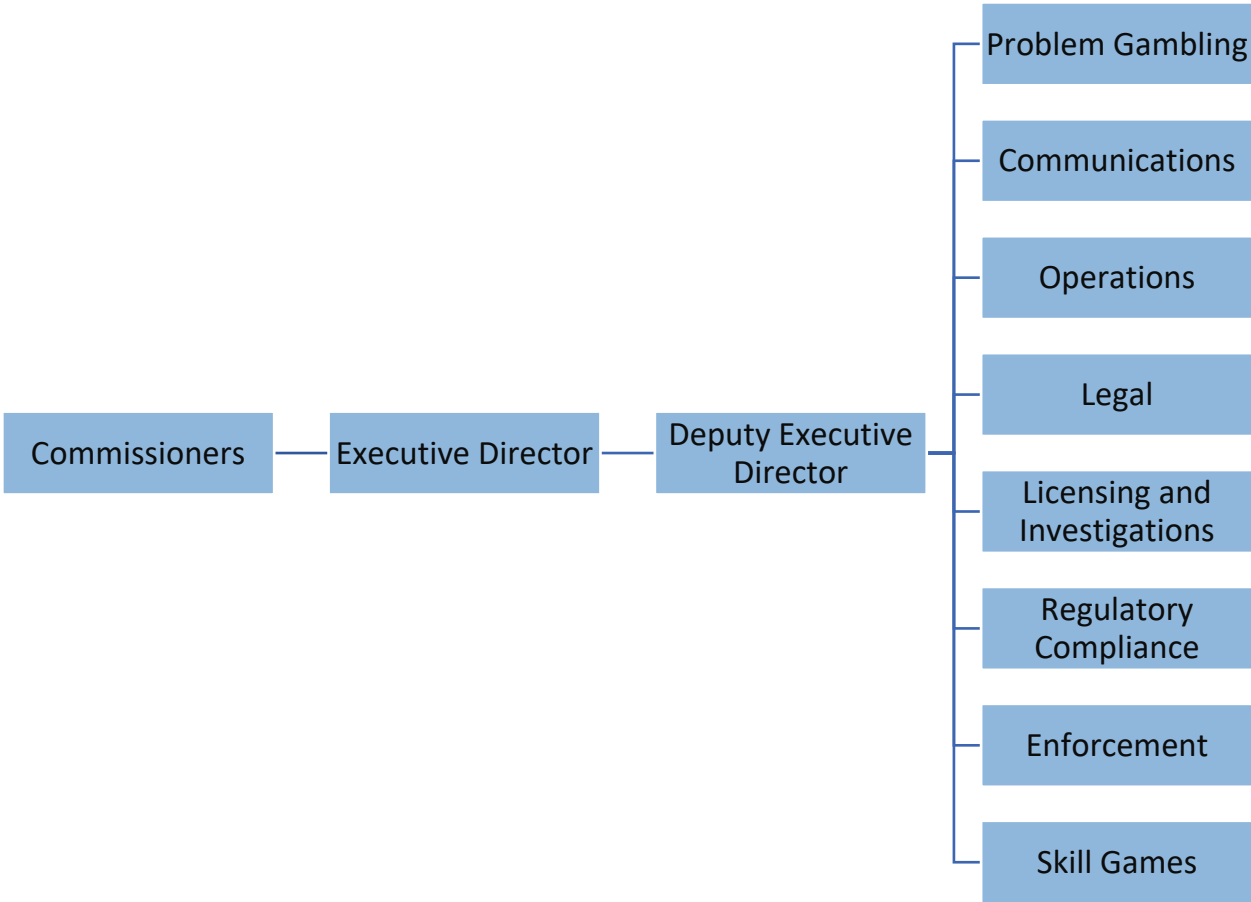 Problem Gambling
Communications
Operations
Legal
Commissioners
Executive Director
Deputy Executive
Director
Licensing and
Investigations
Regulatory
Compliance
Enforcement
Skill Games